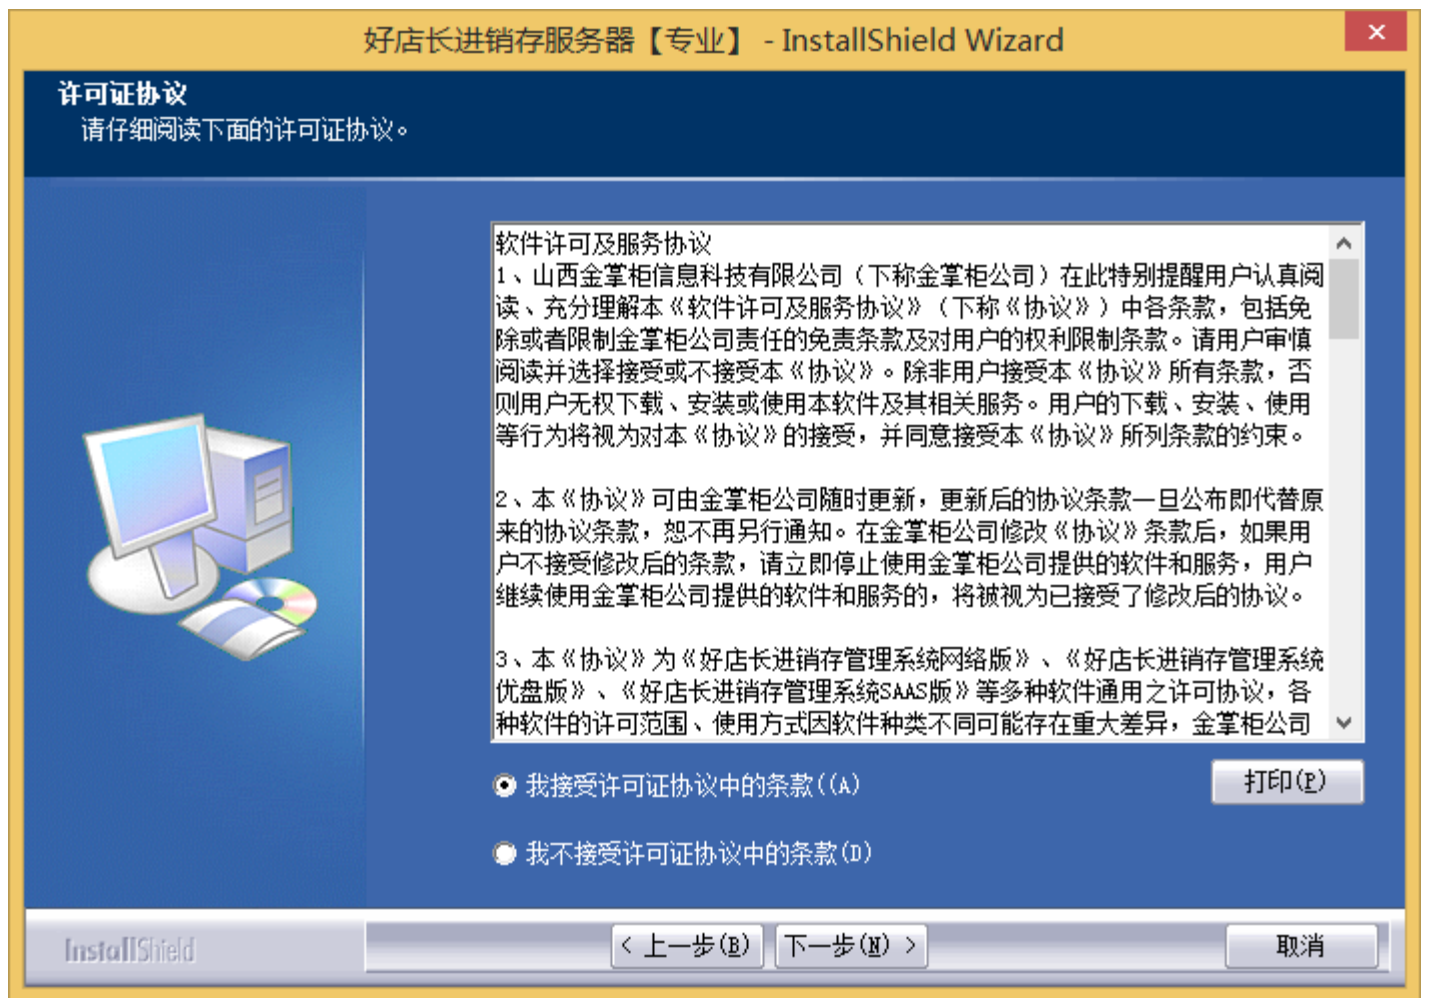 好店长进销存服务器【专业】 - InstallShield Wizard
许可证协议
请仔细阅读下面的许可证协议。
软件许可及服务协议
1、山西金掌柜信息科技有限公司（下称金掌柜公司）在此特别提醒用户认真阅
读、充分理解本《软件许可及服务协议》（下称《协议》）中各条款，包括免
除或者限制金掌柜公司责任的免责条款及对用户的权利限制条款。请用户审慎
阅读并选择接受或不接受本《协议》。除非用户接受本《协议》所有条款，否
则用户无权下载、安装或使用本软件及其相关服务。用户的下载、安装、使用
等行为将视为对本《协议》的接受，并同意接受本《协议》所列条款的约束。
2、本《协议》可由金掌柜公司随时更新，更新后的协议条款一旦公布即代替原
来的协议条款，恕不再另行通知。在金掌柜公司修改《协议》条款后，如果用
户不接受修改后的条款，请立即停止使用金掌柜公司提供的软件和服务，用户
继续使用金掌柜公司提供的软件和服务的，将被视为已接受了修改后的协议。
3、本《协议》为《好店长进销存管理系统网络版》、《好店长进销存管理系统
优盘版》、《好店长进销存管理系统SAAS版》等多种软件通用之许可协议，各
种软件的许可范围、使用方式因软件种类不同可能存在重大差异，金掌柜公司
我接受许可证协议中的条款((A)
打印(P)
我不接受许可证协议中的条款(D)
InstallShield
< 上一步(B) 下一步(N) > 取消